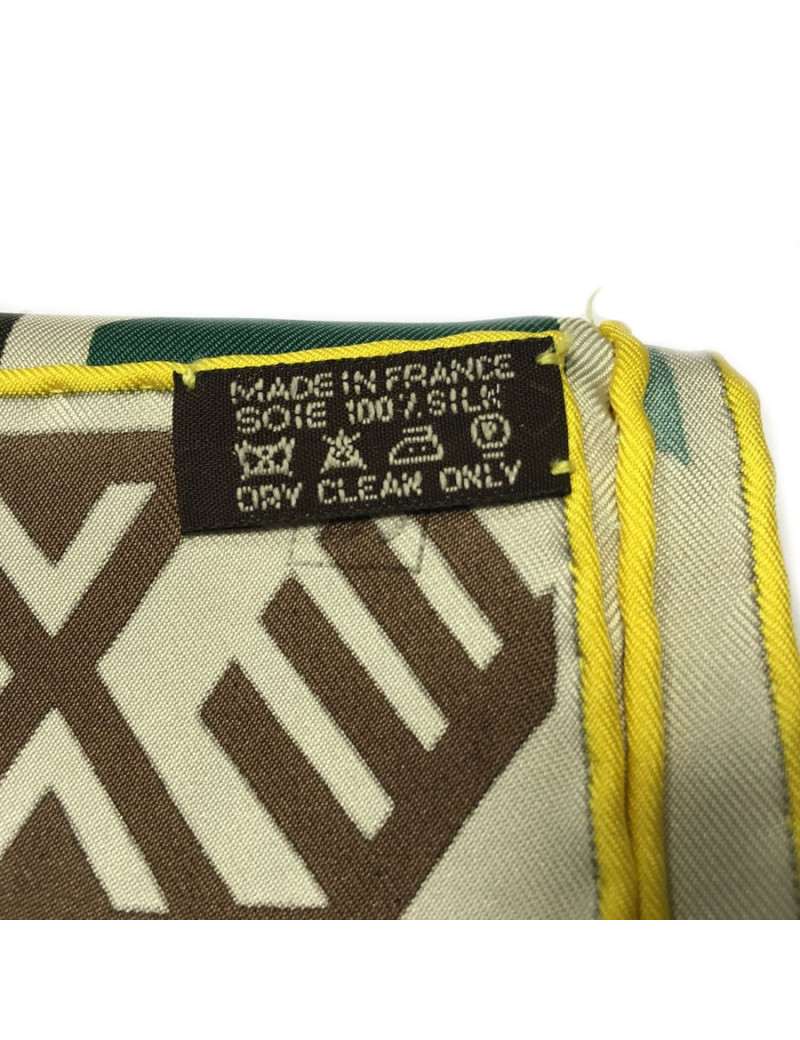 MADE IN FRANCE
SOIE 100% SILK
P
DRY CLEAN ONLY